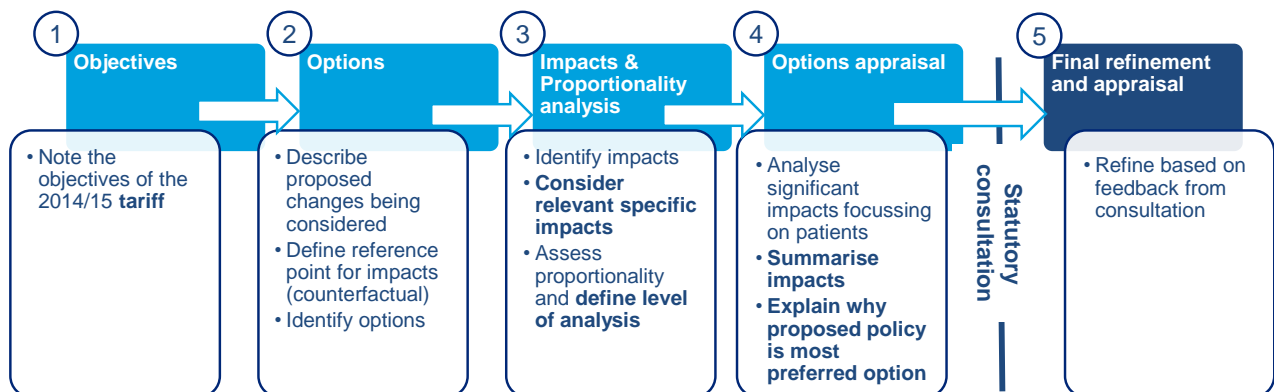 1
Objectives
• Note the
objectives of the
2014/15 tariff
2
Options
• Describe
proposed
changes being
considered
• Define reference
point for impacts
(counterfactual)
• Identify options
3
Impacts &
Proportionality
analysis
• Identify impacts
• Consider
relevant specific
impacts
• Assess
proportionality
and define level
of analysis
4
Options appraisal
• Analyse
significant
impacts focussing
on patients
• Summarise
impacts
• Explain why
proposed policy
is most
preferred option
Statutory
consultation
5
Final refinement
and appraisal
• Refine based on
feedback from
consultation